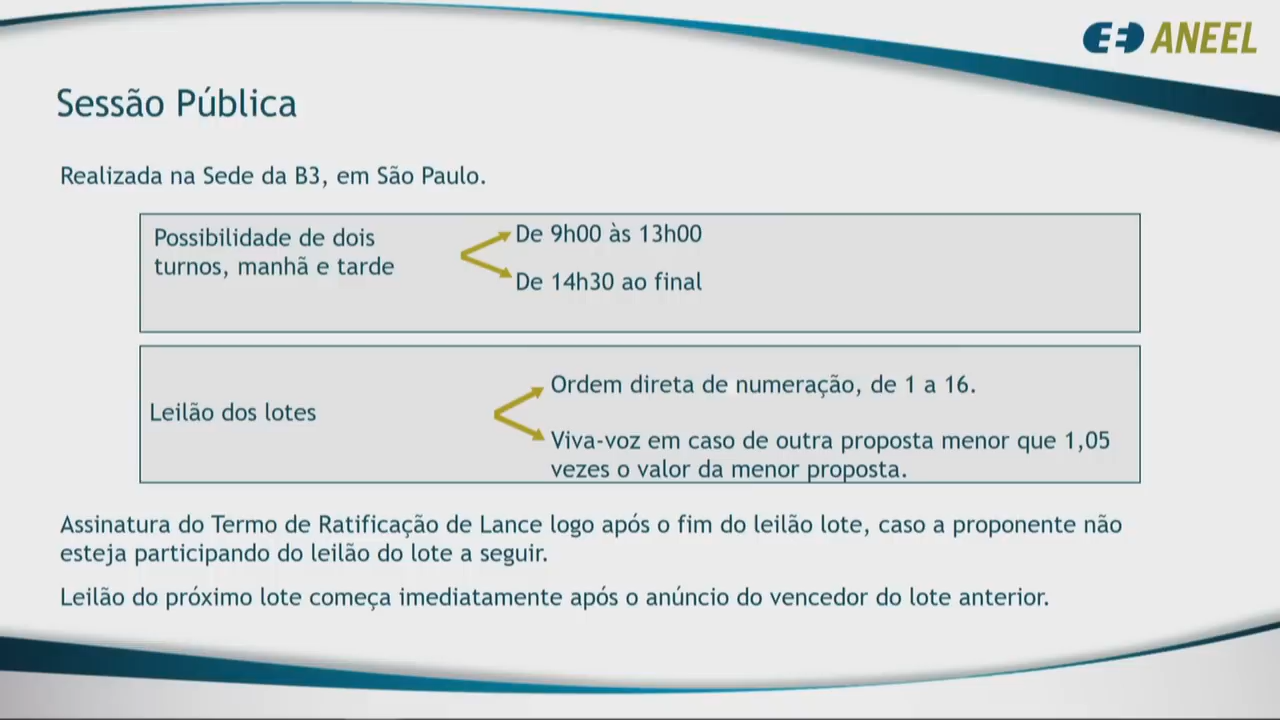 ANEEL
Sessão Pública
Realizada na Sede da B3, em São Paulo.
Possibilidade de dois
turnos, manhã e tarde
De 9h00 às 13h00
De 14h30 ao final
Leilão dos lotes
Ordem direta de numeração, de 1 a 16.
Viva-voz em caso de outra proposta menor que 1,05
vezes o valor da menor proposta.
Assinatura do Termo de Ratificação de Lance logo após o fim do leilão lote, caso a proponente não
esteja participando do leilão do lote a seguir.
Leilão do próximo lote começa imediatamente após o anúncio do vencedor do lote anterior.